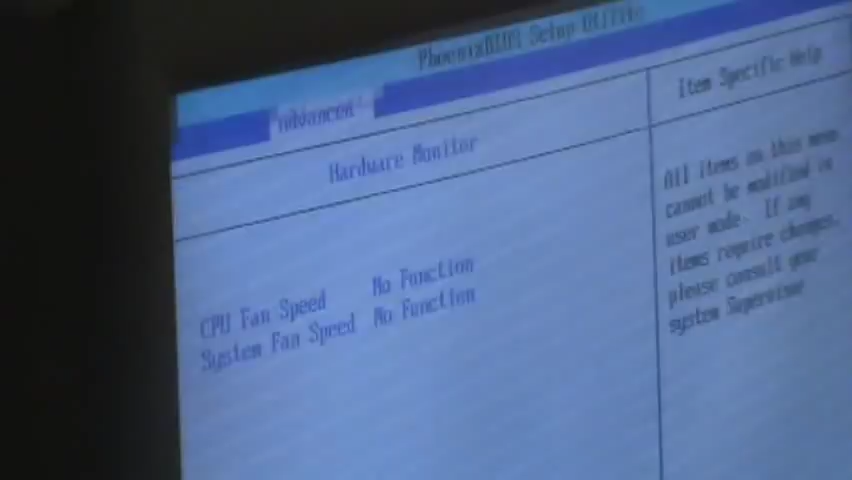 PhoenixBIOS Setup Utility
Advanced
Hardware Monitor
Item Specific Help
CPU Fan Speed No Function
System Fan Speed No Function
All items on this menu
cannot be modified in
user mode. If any
items require changes,
please consult your
system Supervisor